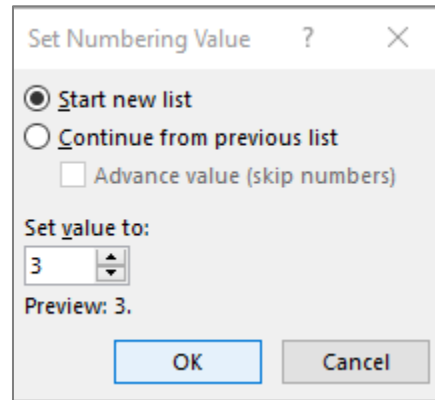 Set Numbering Value ?
Start new list
Continue from previous list
Advance value (skip numbers)
Set value to:
3
Preview: 3.
OK Cancel